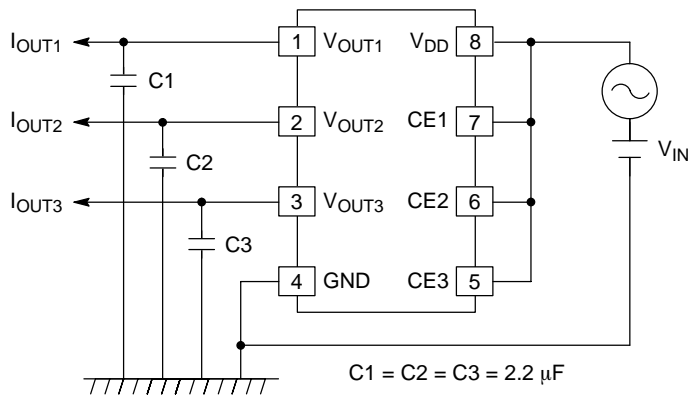 I_OUT1 1 V_OUT1 V_DD 8
C1
I_OUT2 2 V_OUT2 CE1 7
C2 V_IN
I_OUT3 3 V_OUT3 CE2 6
C3
4 GND CE3 5
C1 = C2 = C3 = 2.2 μF